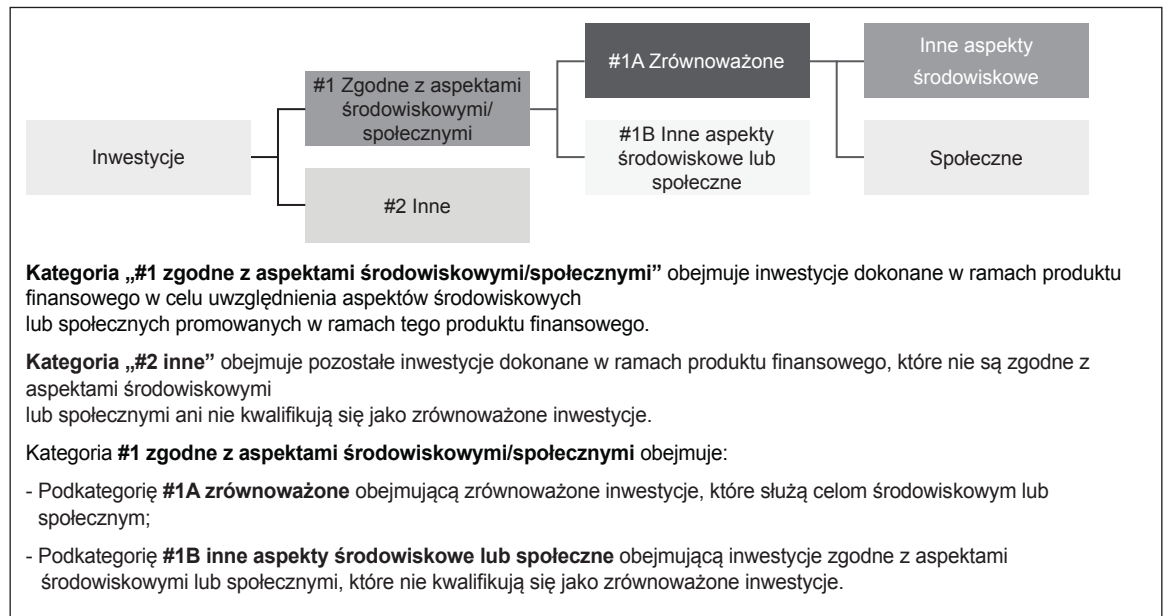 Inwestycje
#1 Zgodne z aspektami
środowiskowymi/
społecznymi
#2 Inne
#1A Zrównoważone
#1B Inne aspekty
środowiskowe lub
społeczne
Inne aspekty
środowiskowe
Społeczne
Kategoria „#1 zgodne z aspektami środowiskowymi/społecznymi” obejmuje inwestycje dokonane w ramach produktu
finansowego w celu uwzględnienia aspektów środowiskowych
lub społecznych promowanych w ramach tego produktu finansowego.
Kategoria „#2 inne” obejmuje pozostałe inwestycje dokonane w ramach produktu finansowego, które nie są zgodne z
aspektami środowiskowymi
lub społecznymi ani nie kwalifikują się jako zrównoważone inwestycje.
Kategoria #1 zgodne z aspektami środowiskowymi/społecznymi obejmuje:
- Podkategorię #1A zrównoważone obejmującą zrównoważone inwestycje, które służą celom środowiskowym lub
społecznym;
- Podkategorię #1B inne aspekty środowiskowe lub społeczne obejmującą inwestycje zgodne z aspektami
środowiskowymi lub społecznymi, które nie kwalifikują się jako zrównoważone inwestycje.